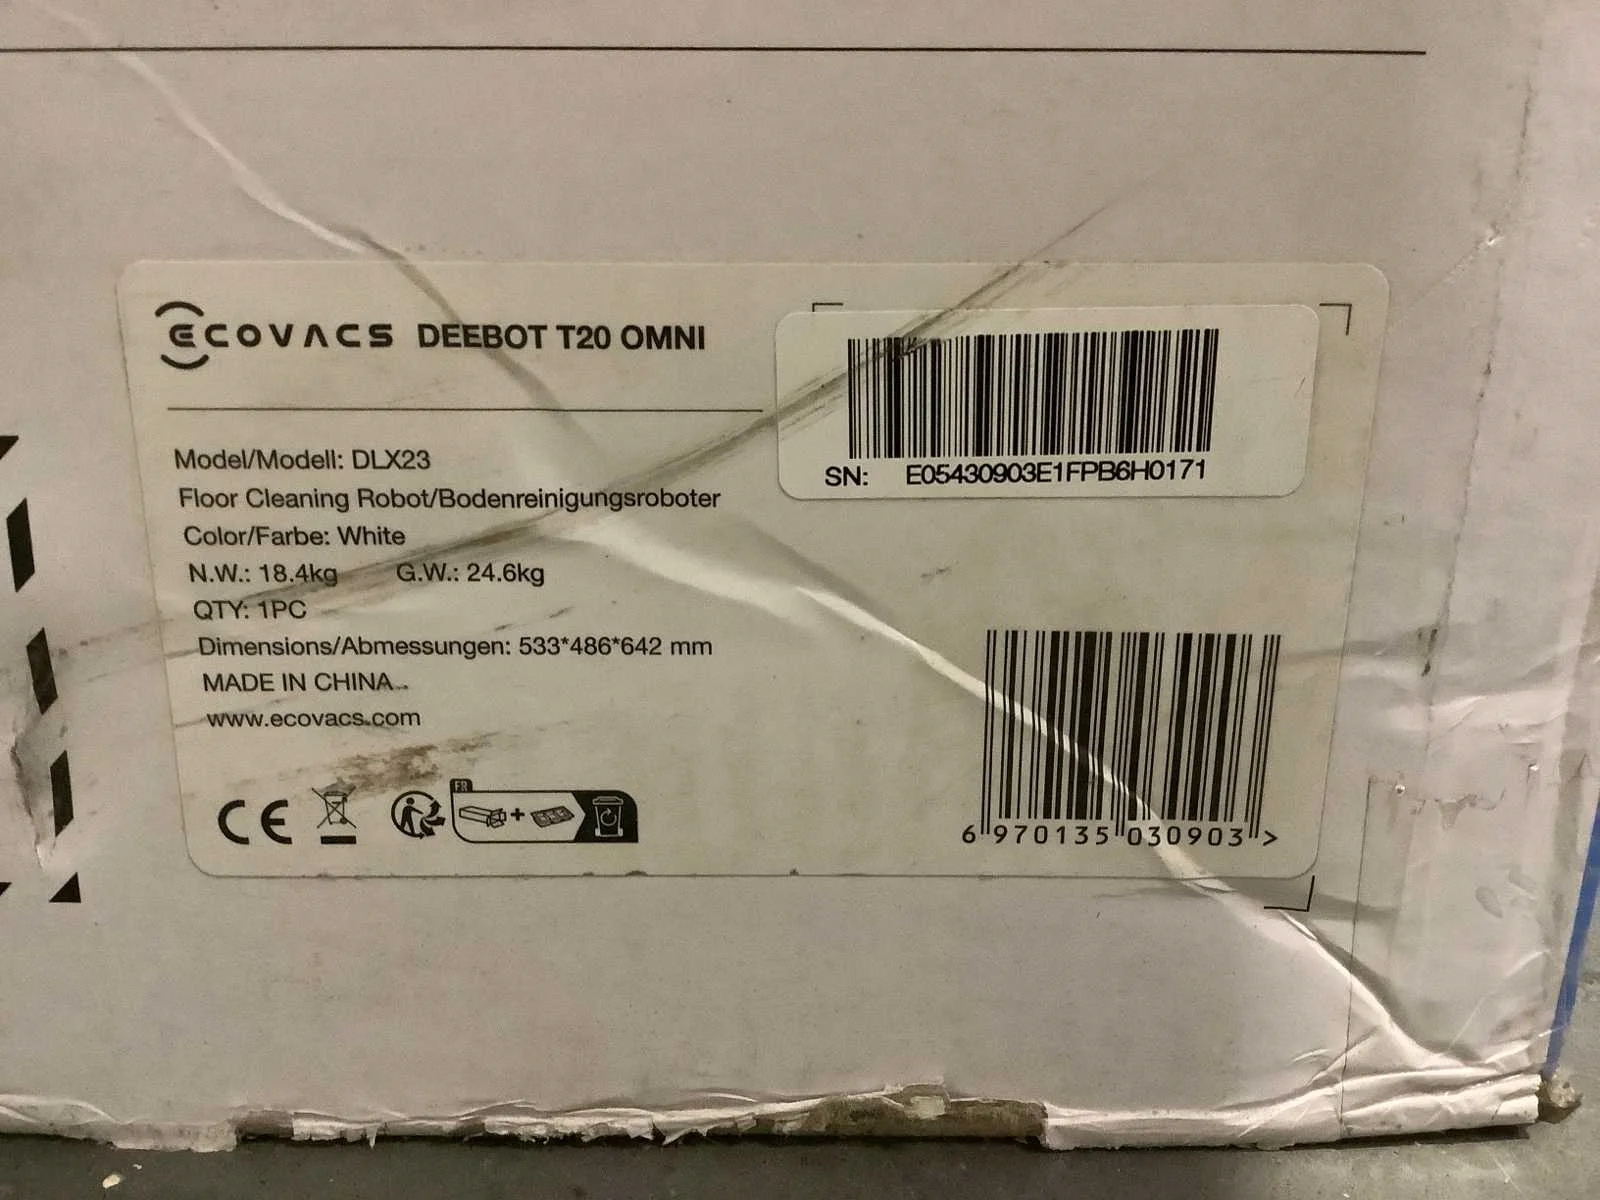 ECOVACS DEEBOT T20 OMNI
SN: E05430903E1FPB6H0171
Model/Modell: DLX23
Floor Cleaning Robot/Bodenreinigungsroboter
Color/Farbe: White
N.W.: 18.4kg G.W.: 24.6kg
QTY: 1PC
Dimensions/Abmessungen: 533*486*642 mm
MADE IN CHINA
www.ecovacs.com
CE
FR
6 970135 030903 >